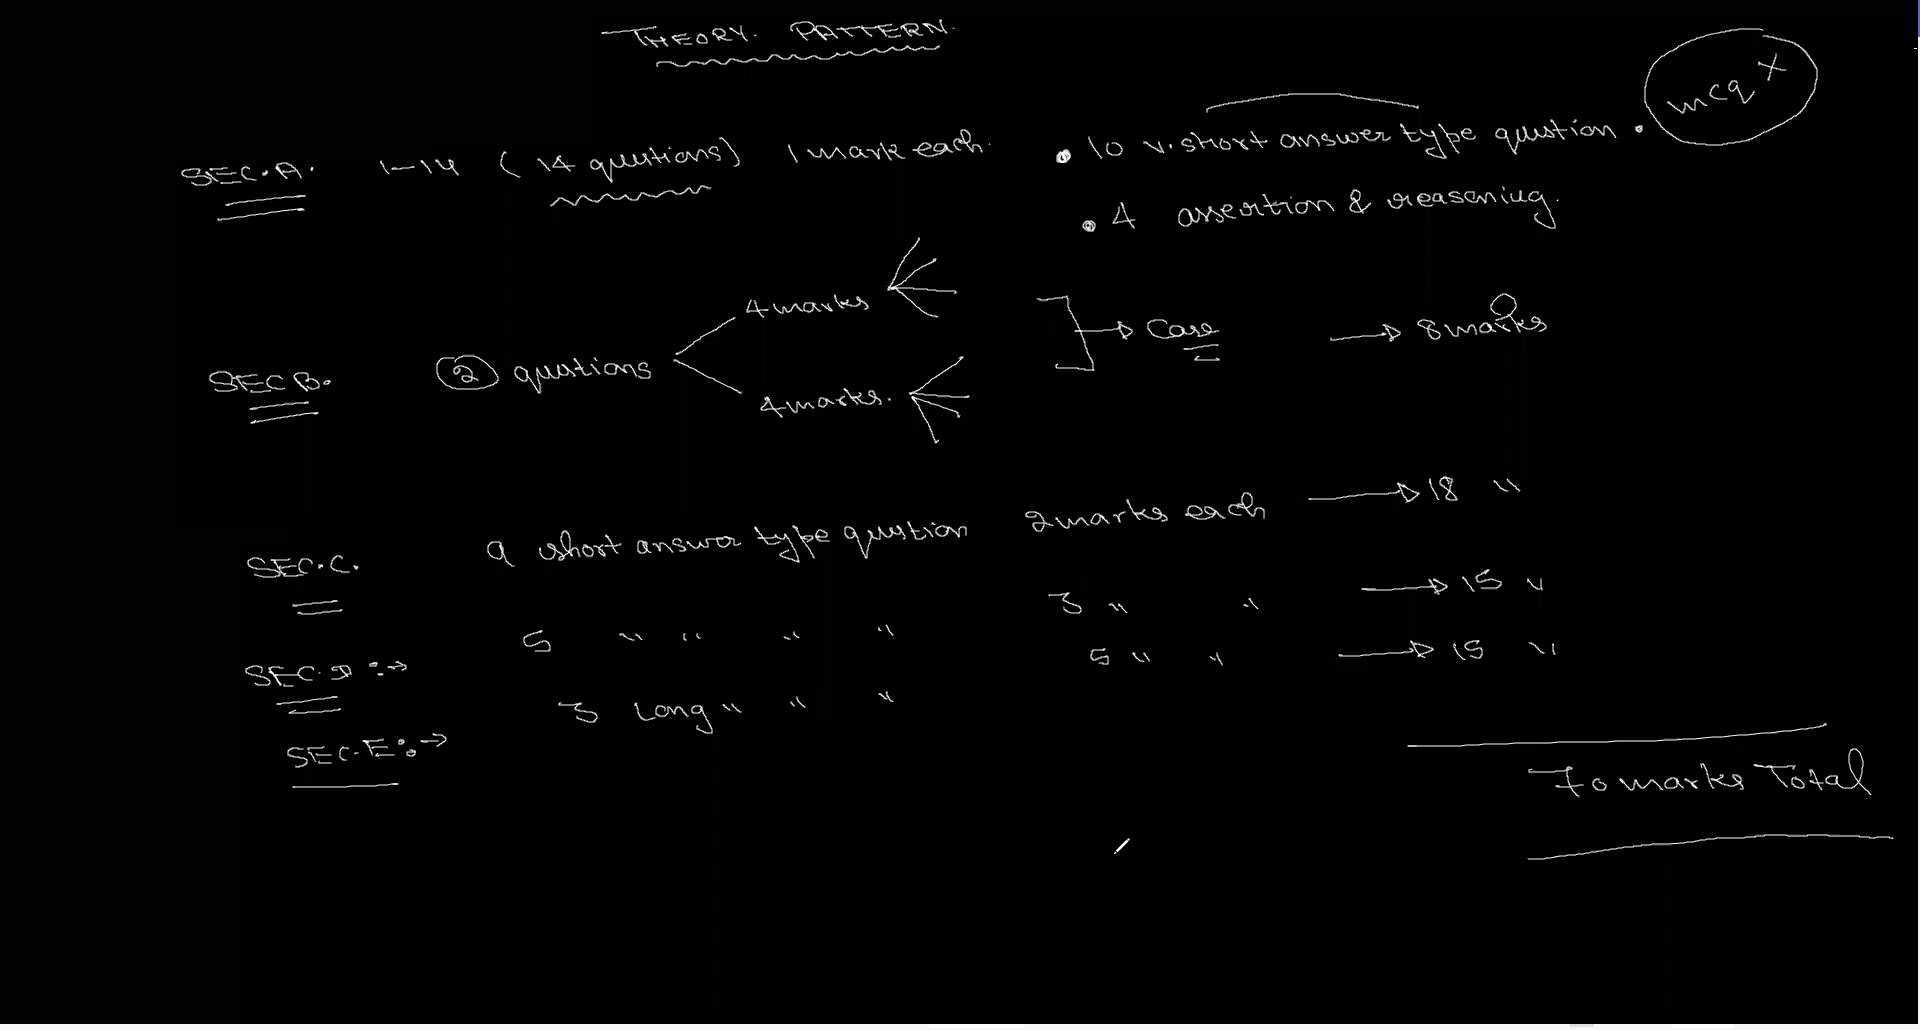 THEORY. PATTERN.
mcq X
SEC.A. 1-14 (14 questions) 1 mark each. • 10 v. short answer type question •
• 4 assertion & reasoning.
4 marks
SEC B. 2 questions ] → Case → 8 marks
4 marks.
SEC.C. 9 short answer type question 2 marks each → 18 "
SEC.D :→ 5 " " " " 3 " " → 15 "
SEC.E :→ 3 Long " " " 5 " " → 15 "
70 marks Total